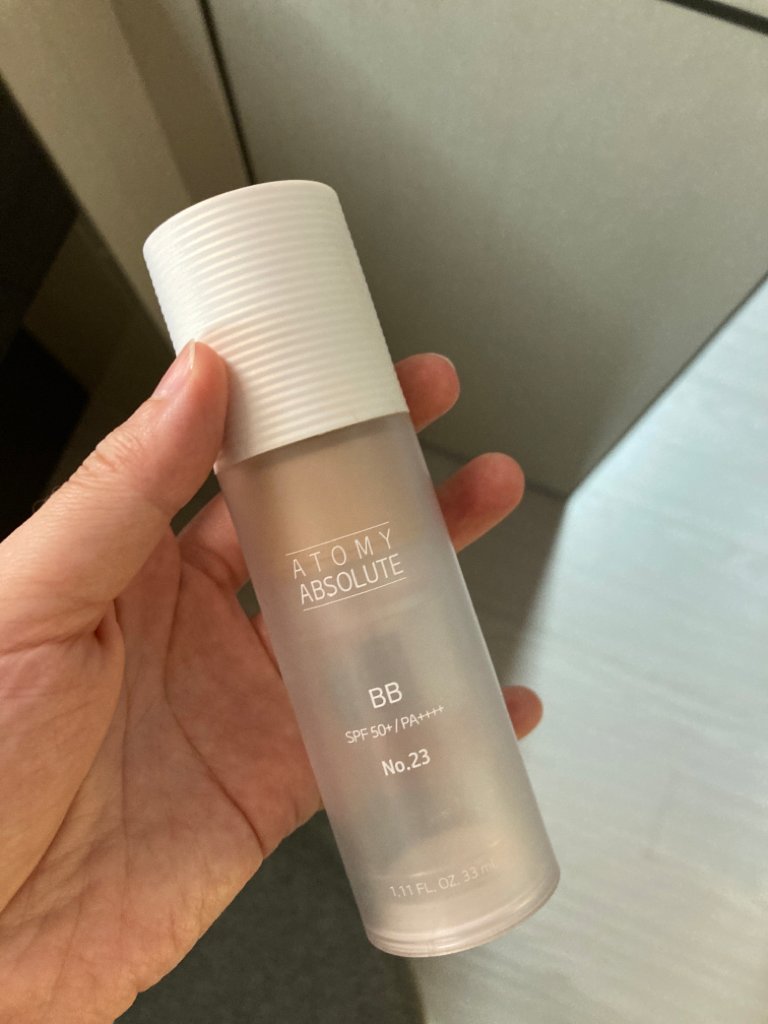 ATOMY
ABSOLUTE
BB
SPF 50+/PA++++
No.23
1.11 FL. OZ. 33 ml